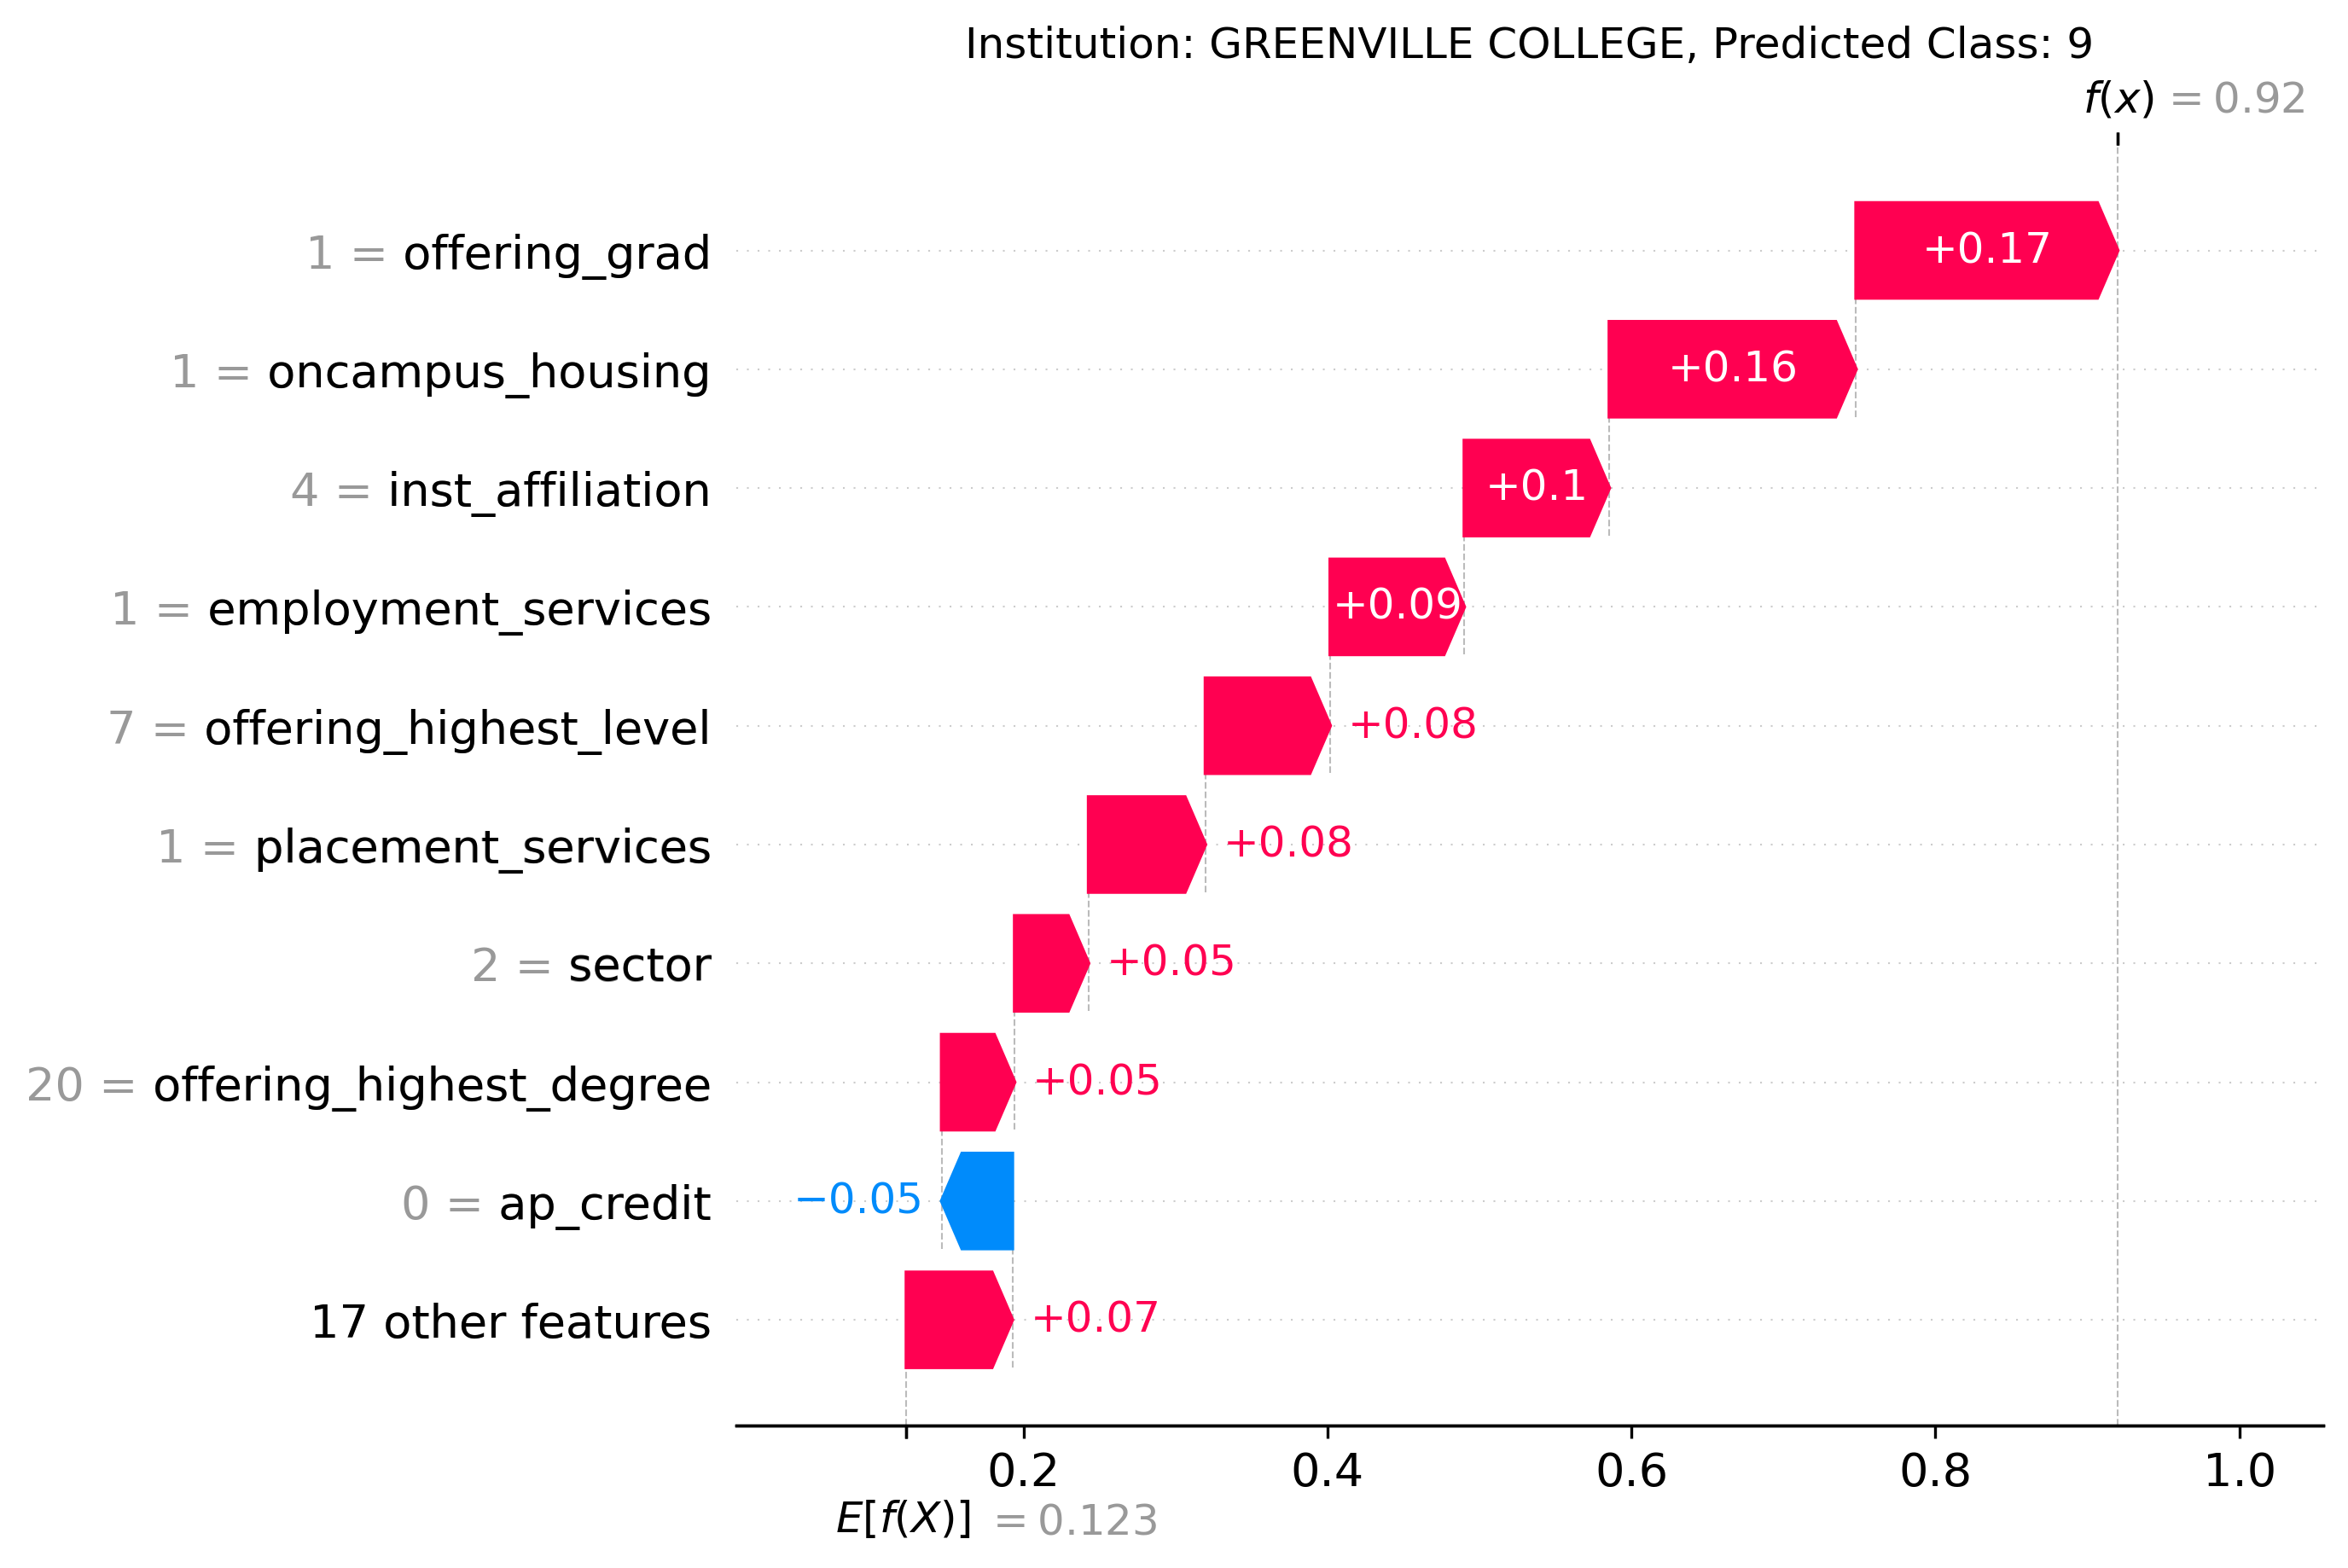 Institution: GREENVILLE COLLEGE, Predicted Class: 9
f(x) = 0.92
1 = offering_grad +0.17
1 = oncampus_housing +0.16
4 = inst_affiliation +0.1
1 = employment_services +0.09
7 = offering_highest_level +0.08
1 = placement_services +0.08
2 = sector +0.05
20 = offering_highest_degree +0.05
0 = ap_credit −0.05
17 other features +0.07
0.2 0.4 0.6 0.8 1.0
E[f(X)] = 0.123